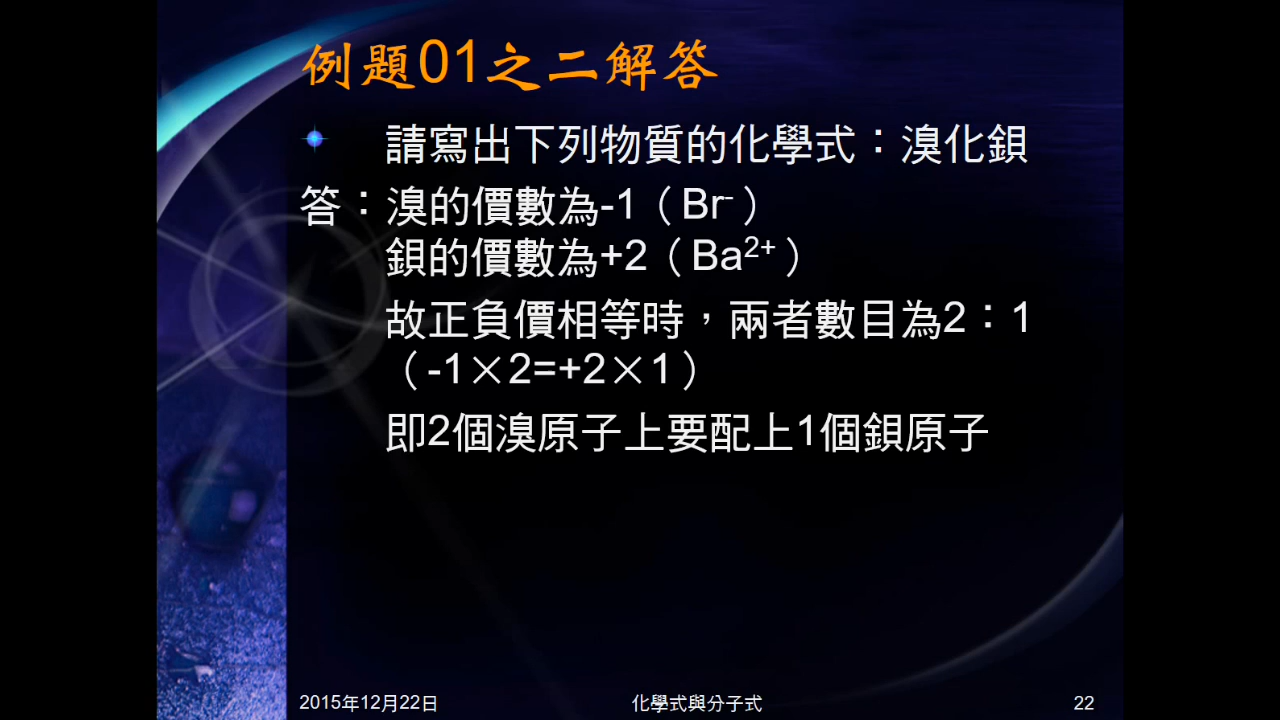 例題01之二解答
請寫出下列物質的化學式：溴化鋇
答：溴的價數為-1（Br⁻）
鋇的價數為+2（Ba²⁺）
故正負價相等時，兩者數目為2：1
（-1×2=+2×1）
即2個溴原子上要配上1個鋇原子
2015年12月22日
化學式與分子式
22